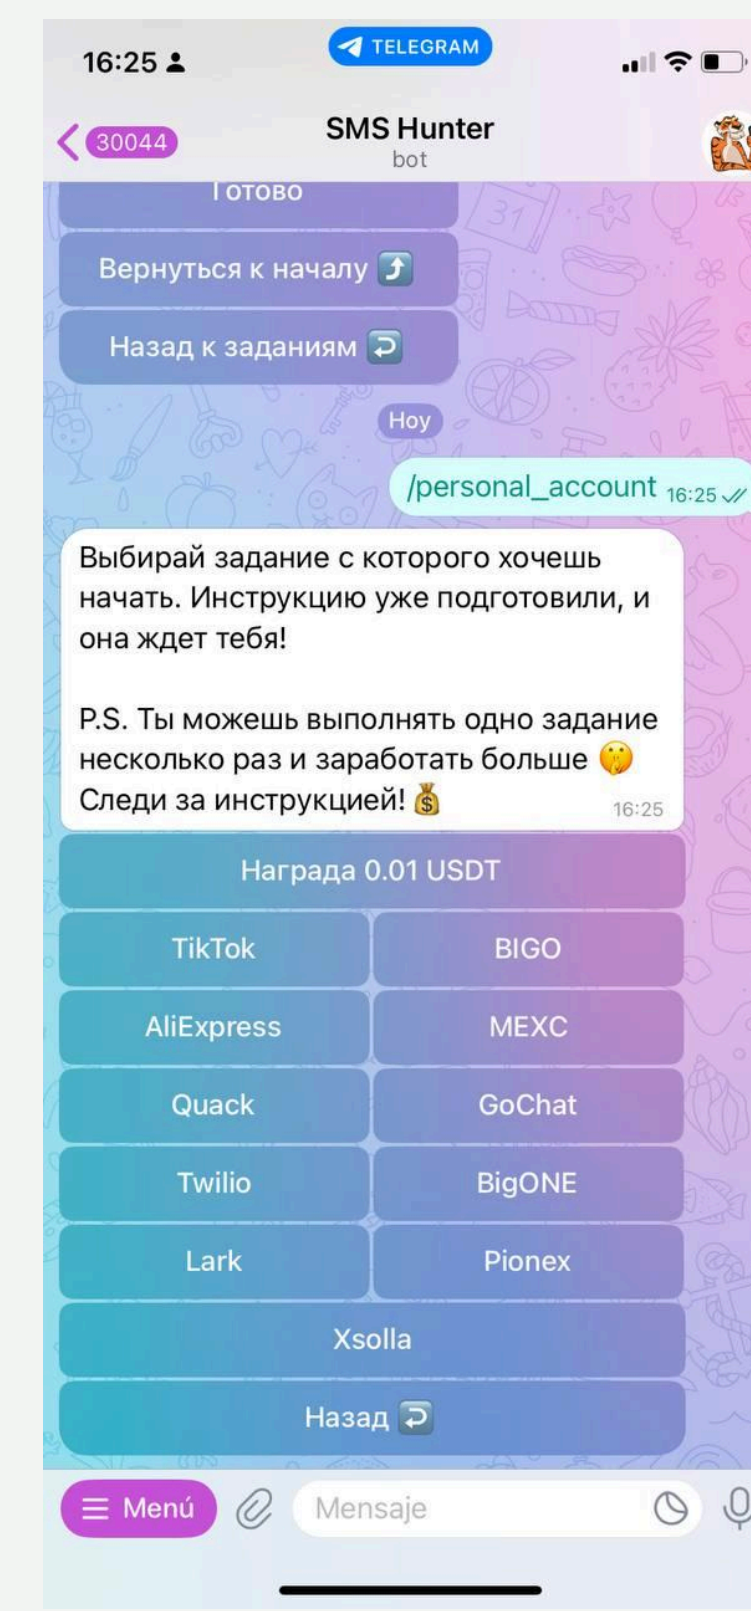 16:25
TELEGRAM
30044
SMS Hunter
bot
Готово
Вернуться к началу
Назад к заданиям
Hoy
/personal_account 16:25
Выбирай задание с которого хочешь
начать. Инструкцию уже подготовили, и
она ждет тебя!
P.S. Ты можешь выполнять одно задание
несколько раз и заработать больше 🤫
Следи за инструкцией! 💰 16:25
Награда 0.01 USDT
TikTok BIGO
AliExpress MEXC
Quack GoChat
Twilio BigONE
Lark Pionex
Xsolla
Назад
Menú Mensaje